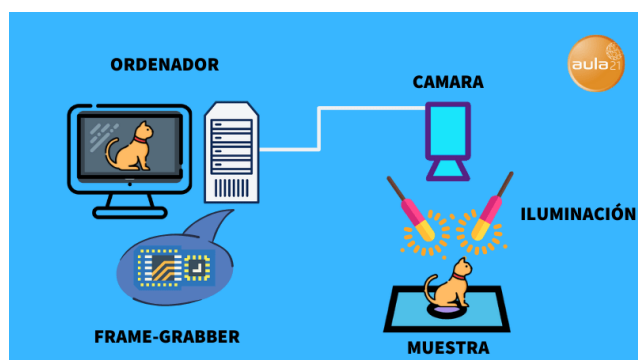 aula21
ORDENADOR
CAMARA
ILUMINACIÓN
FRAME-GRABBER
MUESTRA